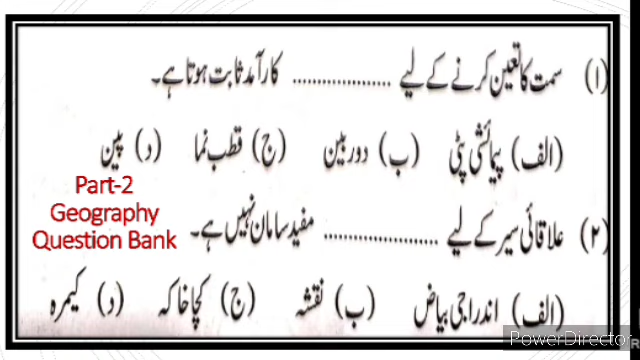 (۱) سمت کا تعین کرنے کے لیے .................. کارآمد ثابت ہوتا ہے۔
(الف) پیمائشی پٹی (ب) دوربین (ج) قطب نما (د) پین
Part-2
Geography
Question Bank
(۲) علاقائی سیر کے لیے ..................... مفید سامان نہیں ہے۔
(الف) اندراجی بیاض (ب) نقشہ (ج) کچا خاکہ (د) کیمرہ
PowerDirector